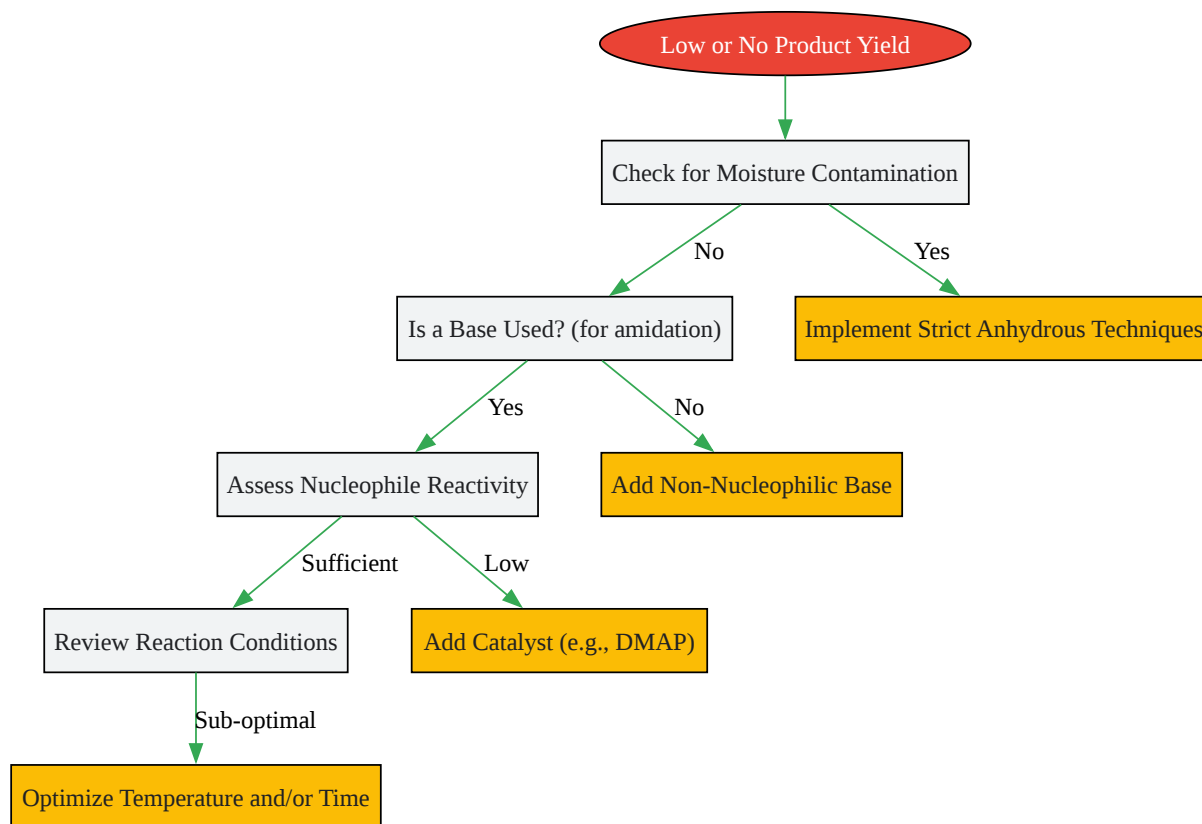 Low or No Product Yield
Check for Moisture Contamination
No
Yes
Is a Base Used? (for amidation)
Implement Strict Anhydrous Techniques
Yes
No
Assess Nucleophile Reactivity
Add Non-Nucleophilic Base
Sufficient
Low
Review Reaction Conditions
Add Catalyst (e.g., DMAP)
Sub-optimal
Optimize Temperature and/or Time